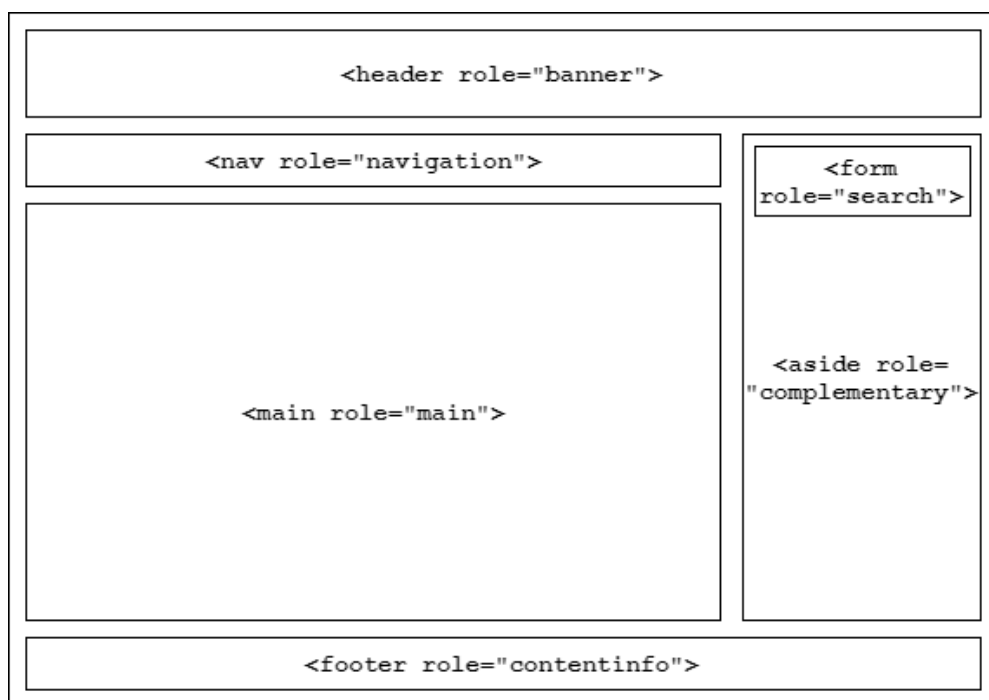 <header role="banner">
<nav role="navigation">
<form
role="search">
<main role="main">
<aside role=
"complementary">
<footer role="contentinfo">